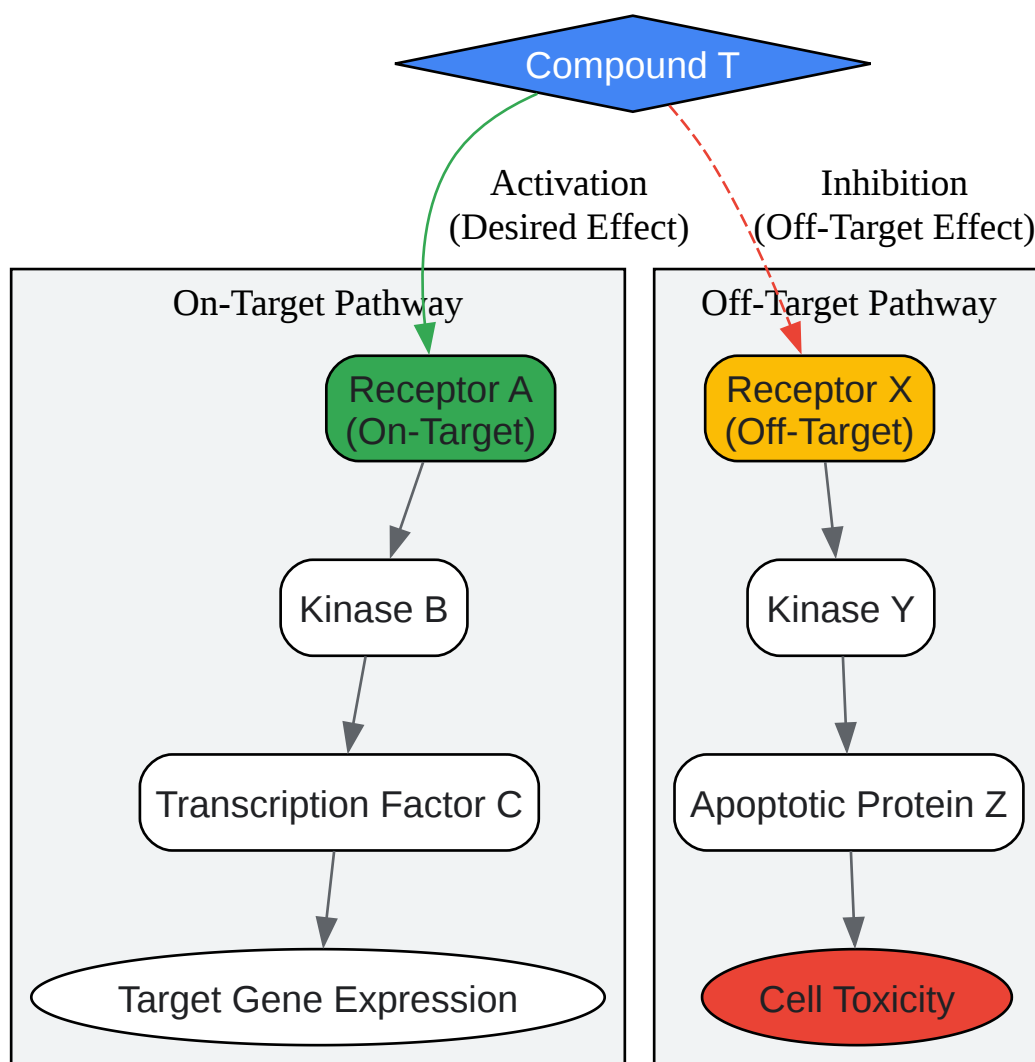 Compound T
Activation
(Desired Effect)
Inhibition
(Off-Target Effect)
On-Target Pathway
Receptor A
(On-Target)
Kinase B
Transcription Factor C
Target Gene Expression
Off-Target Pathway
Receptor X
(Off-Target)
Kinase Y
Apoptotic Protein Z
Cell Toxicity